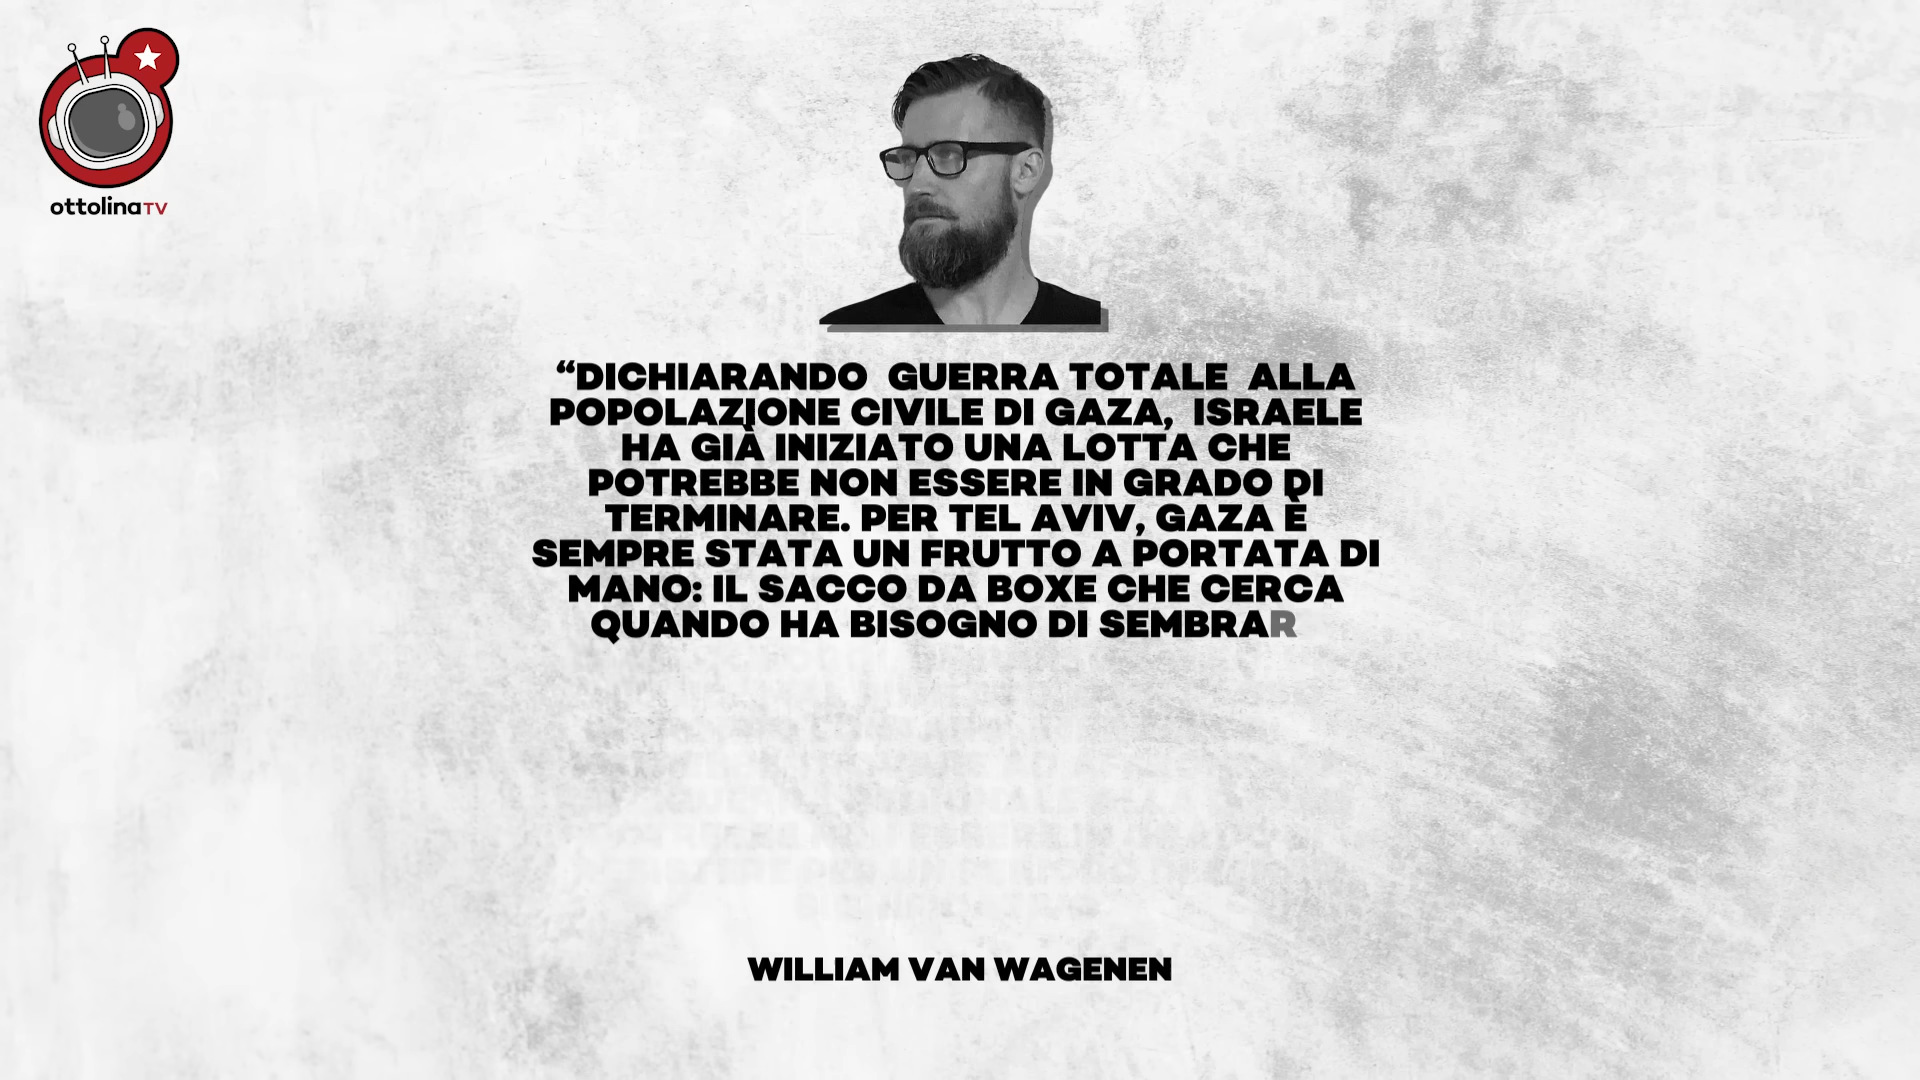 ottolinaTV
“DICHIARANDO GUERRA TOTALE ALLA
POPOLAZIONE CIVILE DI GAZA, ISRAELE
HA GIÀ INIZIATO UNA LOTTA CHE
POTREBBE NON ESSERE IN GRADO DI
TERMINARE. PER TEL AVIV, GAZA È
SEMPRE STATA UN FRUTTO A PORTATA DI
MANO: IL SACCO DA BOXE CHE CERCA
QUANDO HA BISOGNO DI SEMBRAR
WILLIAM VAN WAGENEN